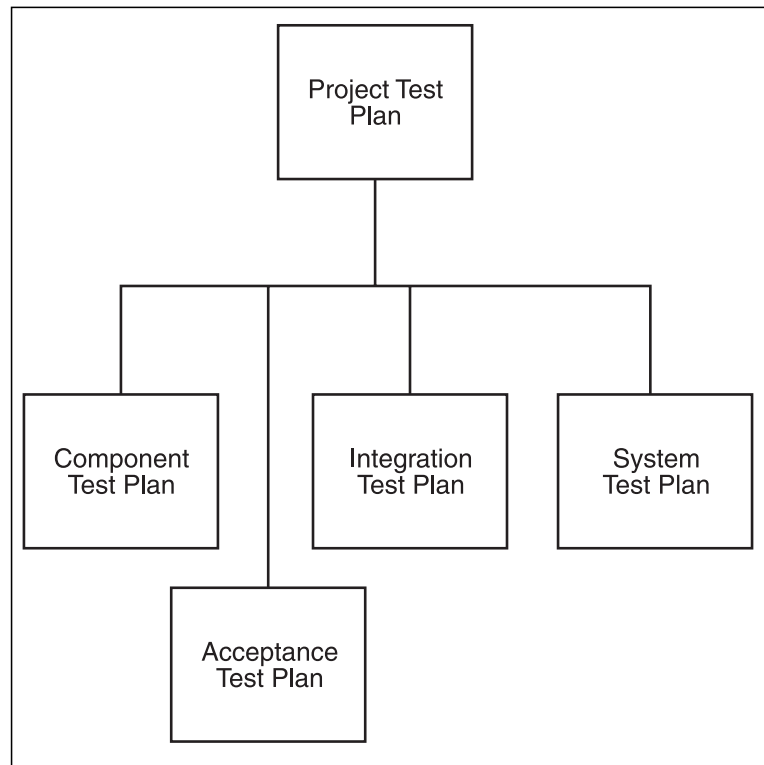 Project Test
Plan
Component
Test Plan
Integration
Test Plan
System
Test Plan
Acceptance
Test Plan